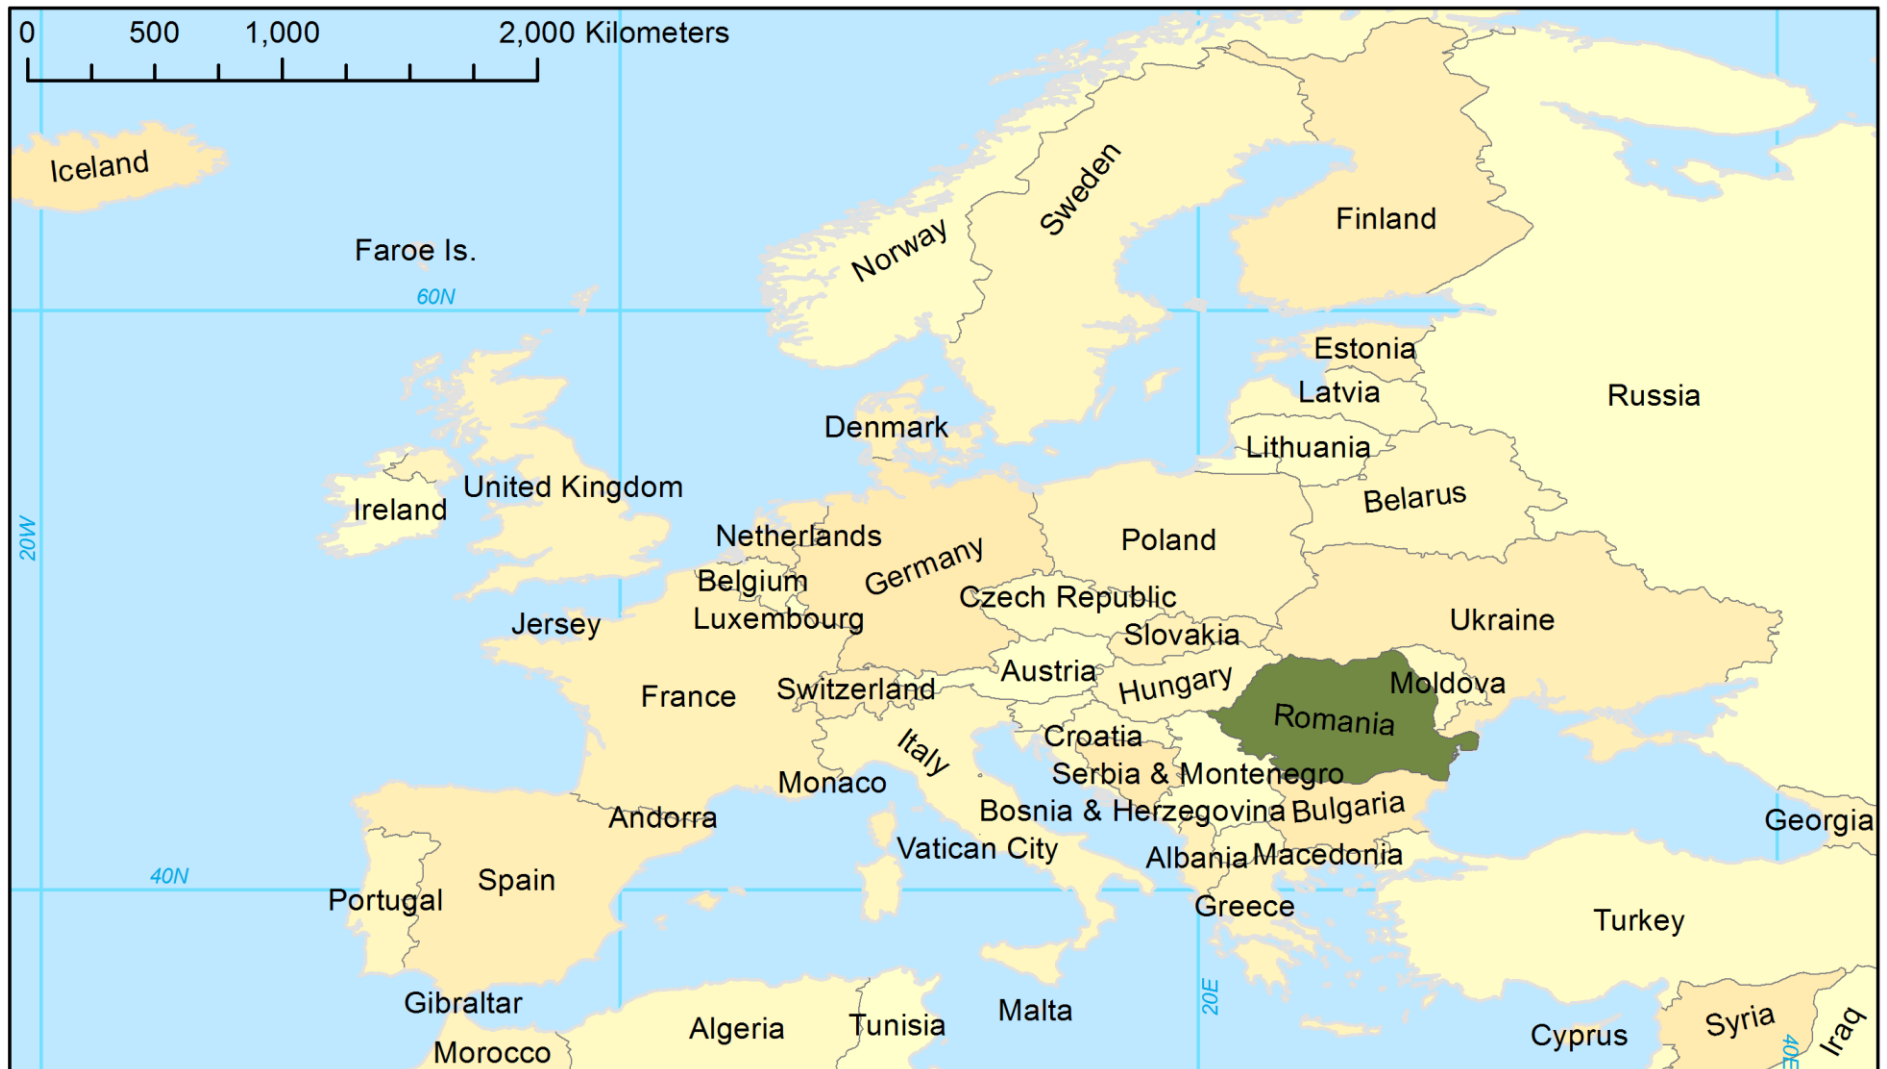 0 500 1,000 2,000 Kilometers
Iceland
Sweden
Finland
Norway
Faroe Is.
60N
Estonia
Latvia
Russia
Denmark
Lithuania
United Kingdom
Belarus
Ireland
20W
Netherlands
Germany
Poland
Belgium
Czech Republic
Luxembourg
Jersey
Ukraine
Slovakia
Austria
Hungary
Moldova
Switzerland
France
Romania
Croatia
Italy
Serbia & Montenegro
Monaco
Bosnia & Herzegovina
Bulgaria
Andorra
Georgia
Vatican City
Albania
Macedonia
40N
Spain
Portugal
Greece
Turkey
20E
Gibraltar
Malta
Algeria
Tunisia
Syria
Iraq
Cyprus
Morocco
40E